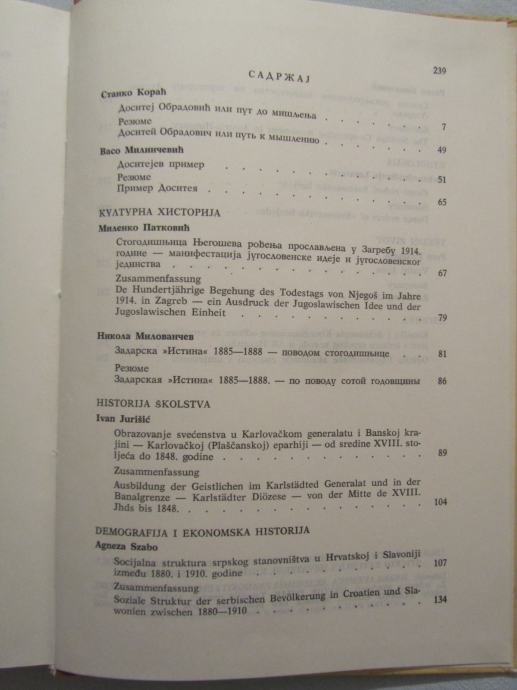 239
САДРЖАЈ
Станко Кораћ
Доситеј Обрадовић или пут до мишљења . . . . . 7
Резюме
Доситей Обрадович или путь к мышлению . . . . . 49
Васо Милинчевић
Доситејев пример . . . . . . . . . 51
Резюме
Пример Доситея . . . . . . . . . 65
КУЛТУРНА ХИСТОРИЈА
Миленко Патковић
Стогодишњица Његошева рођења прослављена у Загребу 1914.
године — манифестација југословенске идеје и југословенског
јединства . . . . . . . . . 67
Zusammenfassung
De Hundertjährige Begehung des Todestags von Njegoš im Jahre
1914. in Zagreb — ein Ausdruck der Jugoslawischen Idee und der
Jugoslawischen Einheit . . . . . . . . 79
Никола Милованчев
Задарска »Истина« 1885—1888 — поводом стогодишњице . . 81
Резюме
Задарская »Истина« 1885—1888. — по поводу сотой годовщины 86
HISTORIJA ŠKOLSTVA
Ivan Jurišić
Obrazovanje svećenstva u Karlovačkom generalatu i Banskoj kra-
jini — Karlovačkoj (Plaščanskoj) eparhiji — od sredine XVIII. sto-
ljeća do 1848. godine . . . . . . . . 89
Zusammenfassung
Ausbildung der Geistlichen im Karlstädted Generalat und in der
Banalgrenze — Karlstädter Diözese — von der Mitte de XVIII.
Jhds bis 1848. . . . . . . . . 104
DEMOGRAFIJA I EKONOMSKA HISTORIJA
Agneza Szabo
Socijalna struktura srpskog stanovništva u Hrvatskoj i Slavoniji
između 1880. i 1910. godine . . . . . . . 107
Zusammenfassung
Soziale Struktur der serbischen Bevölkerung in Croatien und Sla-
wonien zwischen 1880—1910 . . . . . . . 134